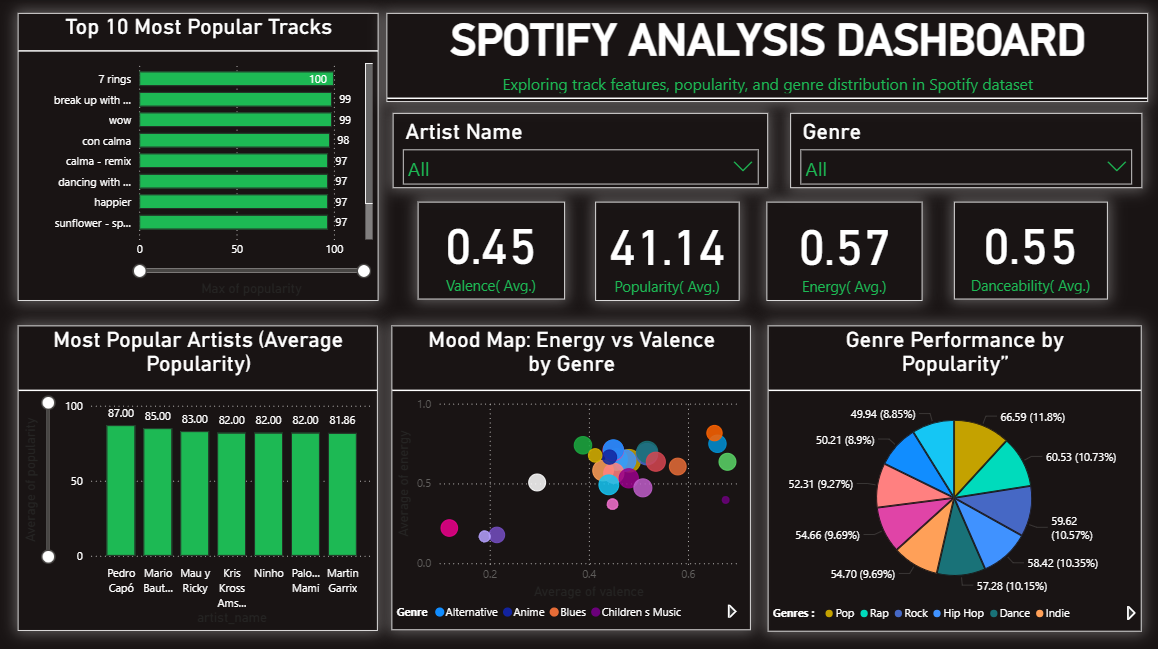 Top 10 Most Popular Tracks
7 rings
100
break up with ...
99
wow
99
con calma
98
calma - remix
97
dancing with ...
97
happier
97
sunflower - sp...
97
0
50
100
Max of popularity
SPOTIFY ANALYSIS DASHBOARD
Exploring track features, popularity, and genre distribution in Spotify dataset
Artist Name
All
Genre
All
0.45
Valence( Avg.)
41.14
Popularity( Avg.)
0.57
Energy( Avg.)
0.55
Danceability( Avg.)
Most Popular Artists (Average
Popularity)
Average of popularity
100
50
0
87.00
85.00
83.00
82.00
82.00
82.00
81.86
Pedro
Capó
Mario
Baut...
Mau y
Ricky
Kris
Kross
Ams...
Ninho
Palo...
Mami
Martin
Garrix
artist_name
Mood Map: Energy vs Valence
by Genre
Average of energy
1.0
0.5
0.0
0.2
0.4
0.6
Average of valence
Genre
Alternative
Anime
Blues
Children s Music
Genre Performance by
Popularity”
49.94 (8.85%)
66.59 (11.8%)
50.21 (8.9%)
60.53 (10.73%)
52.31 (9.27%)
59.62
(10.57%)
54.66 (9.69%)
58.42 (10.35%)
54.70 (9.69%)
57.28 (10.15%)
Genres :
Pop
Rap
Rock
Hip Hop
Dance
Indie